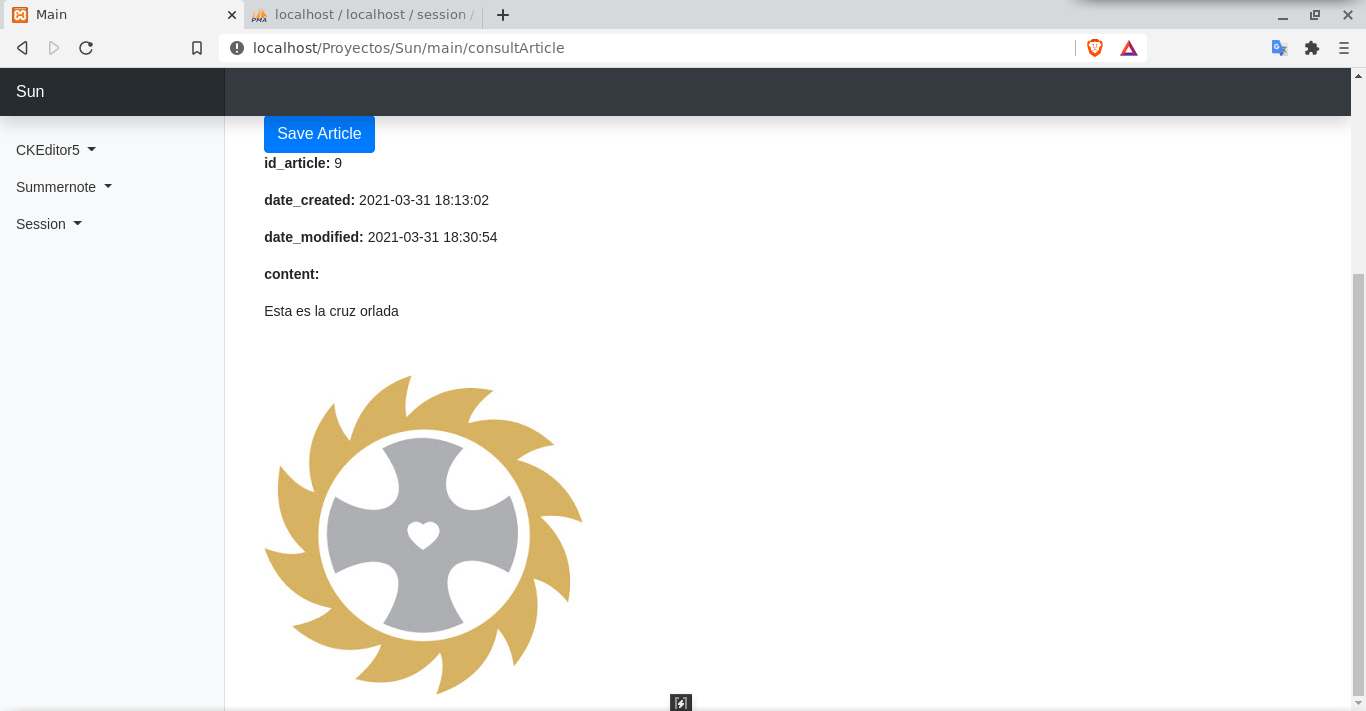 Main
localhost / localhost / session /
localhost/Proyectos/Sun/main/consultArticle
Sun
CKEditor5
Summernote
Session
Save Article
id_article: 9
date_created: 2021-03-31 18:13:02
date_modified: 2021-03-31 18:30:54
content:
Esta es la cruz orlada